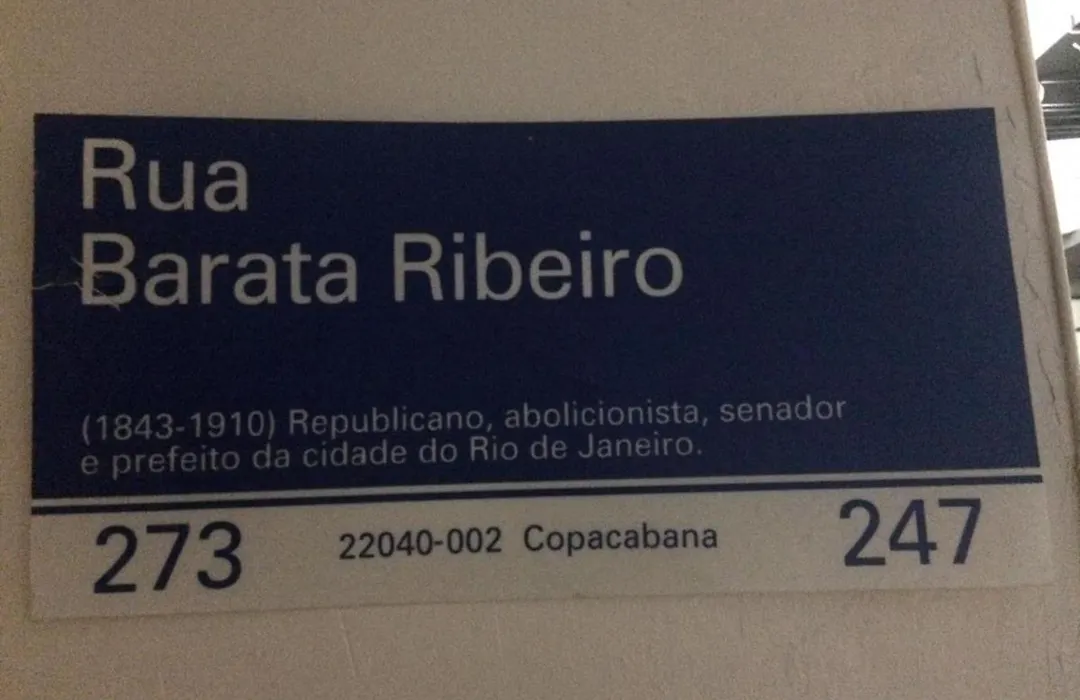 Rua
Barata Ribeiro
(1843-1910) Republicano, abolicionista, senador
e prefeito da cidade do Rio de Janeiro.
273 22040-002 Copacabana 247